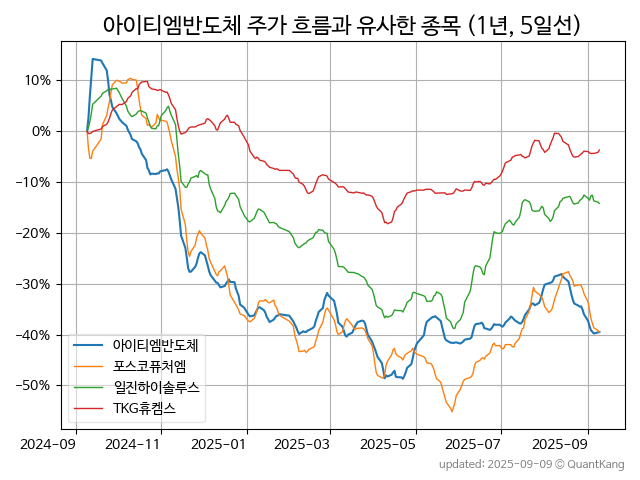 아이티엠반도체 주가 흐름과 유사한 종목 (1년, 5일선)
10%
0%
−10%
−20%
−30%
−40%
−50%
아이티엠반도체
포스코퓨처엠
일진하이솔루스
TKG휴켐스
2024−09
2024−11
2025−01
2025−03
2025−05
2025−07
2025−09
updated: 2025-09-09 © QuantKang